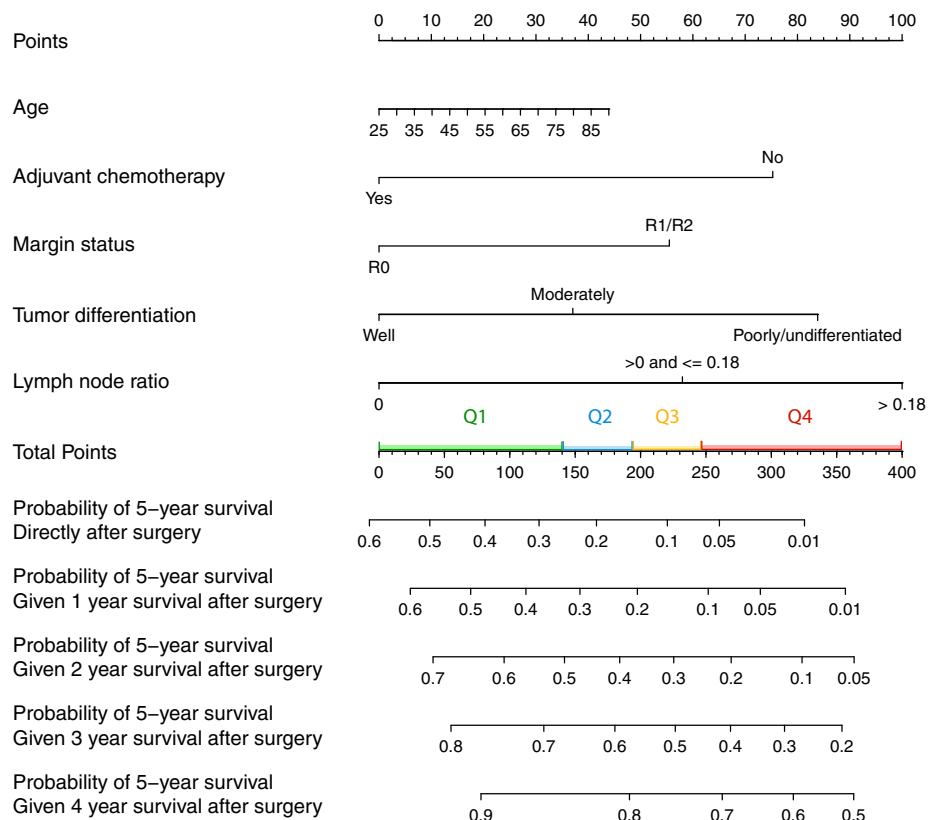 0 10 20 30 40 50 60 70 80 90 100
Points
Age
25 35 45 55 65 75 85
No
Adjuvant chemotherapy
Yes
R1/R2
Margin status
R0
Moderately
Tumor differentiation
Well Poorly/undifferentiated
>0 and <= 0.18
Lymph node ratio
0 > 0.18
Q1 Q2 Q3 Q4
Total Points
0 50 100 150 200 250 300 350 400
Probability of 5−year survival
Directly after surgery
0.6 0.5 0.4 0.3 0.2 0.1 0.05 0.01
Probability of 5−year survival
Given 1 year survival after surgery
0.6 0.5 0.4 0.3 0.2 0.1 0.05 0.01
Probability of 5−year survival
Given 2 year survival after surgery
0.7 0.6 0.5 0.4 0.3 0.2 0.1 0.05
Probability of 5−year survival
Given 3 year survival after surgery
0.8 0.7 0.6 0.5 0.4 0.3 0.2
Probability of 5−year survival
Given 4 year survival after surgery
0.9 0.8 0.7 0.6 0.5